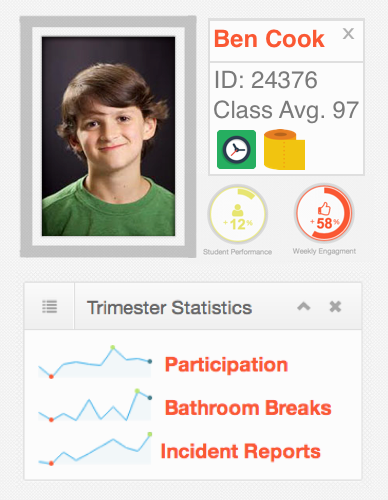 Ben Cook x
ID: 24376
Class Avg. 97
+12%
+58%
Student Performance
Weekly Engagment
Trimester Statistics
Participation
Bathroom Breaks
Incident Reports